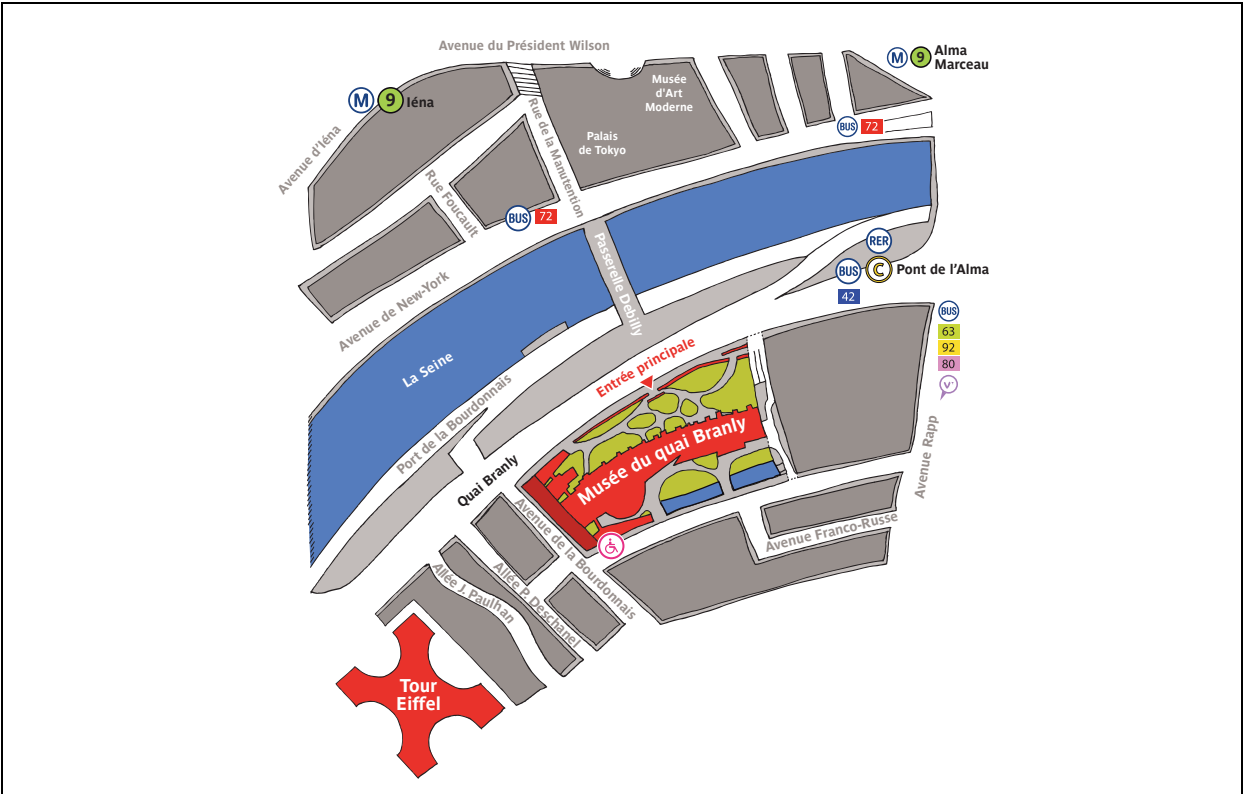 Avenue du Président Wilson
M 9 Alma
Marceau
Musée
d'Art
Moderne
M 9 Iéna
Rue de la Manutention
BUS 72
Palais
de Tokyo
Avenue d'Iéna
Rue Foucault
BUS 72
Passerelle Debilly
RER
BUS C Pont de l'Alma
42
Avenue de New-York
BUS
63
92
80
V+
La Seine
Entrée principale
Port de la Bourdonnais
Musée du quai Branly
Avenue Rapp
Quai Branly
Avenue de la Bourdonnais
Avenue Franco-Russe
Allée P. Deschanel
Allée J. Paulhan
Tour
Eiffel